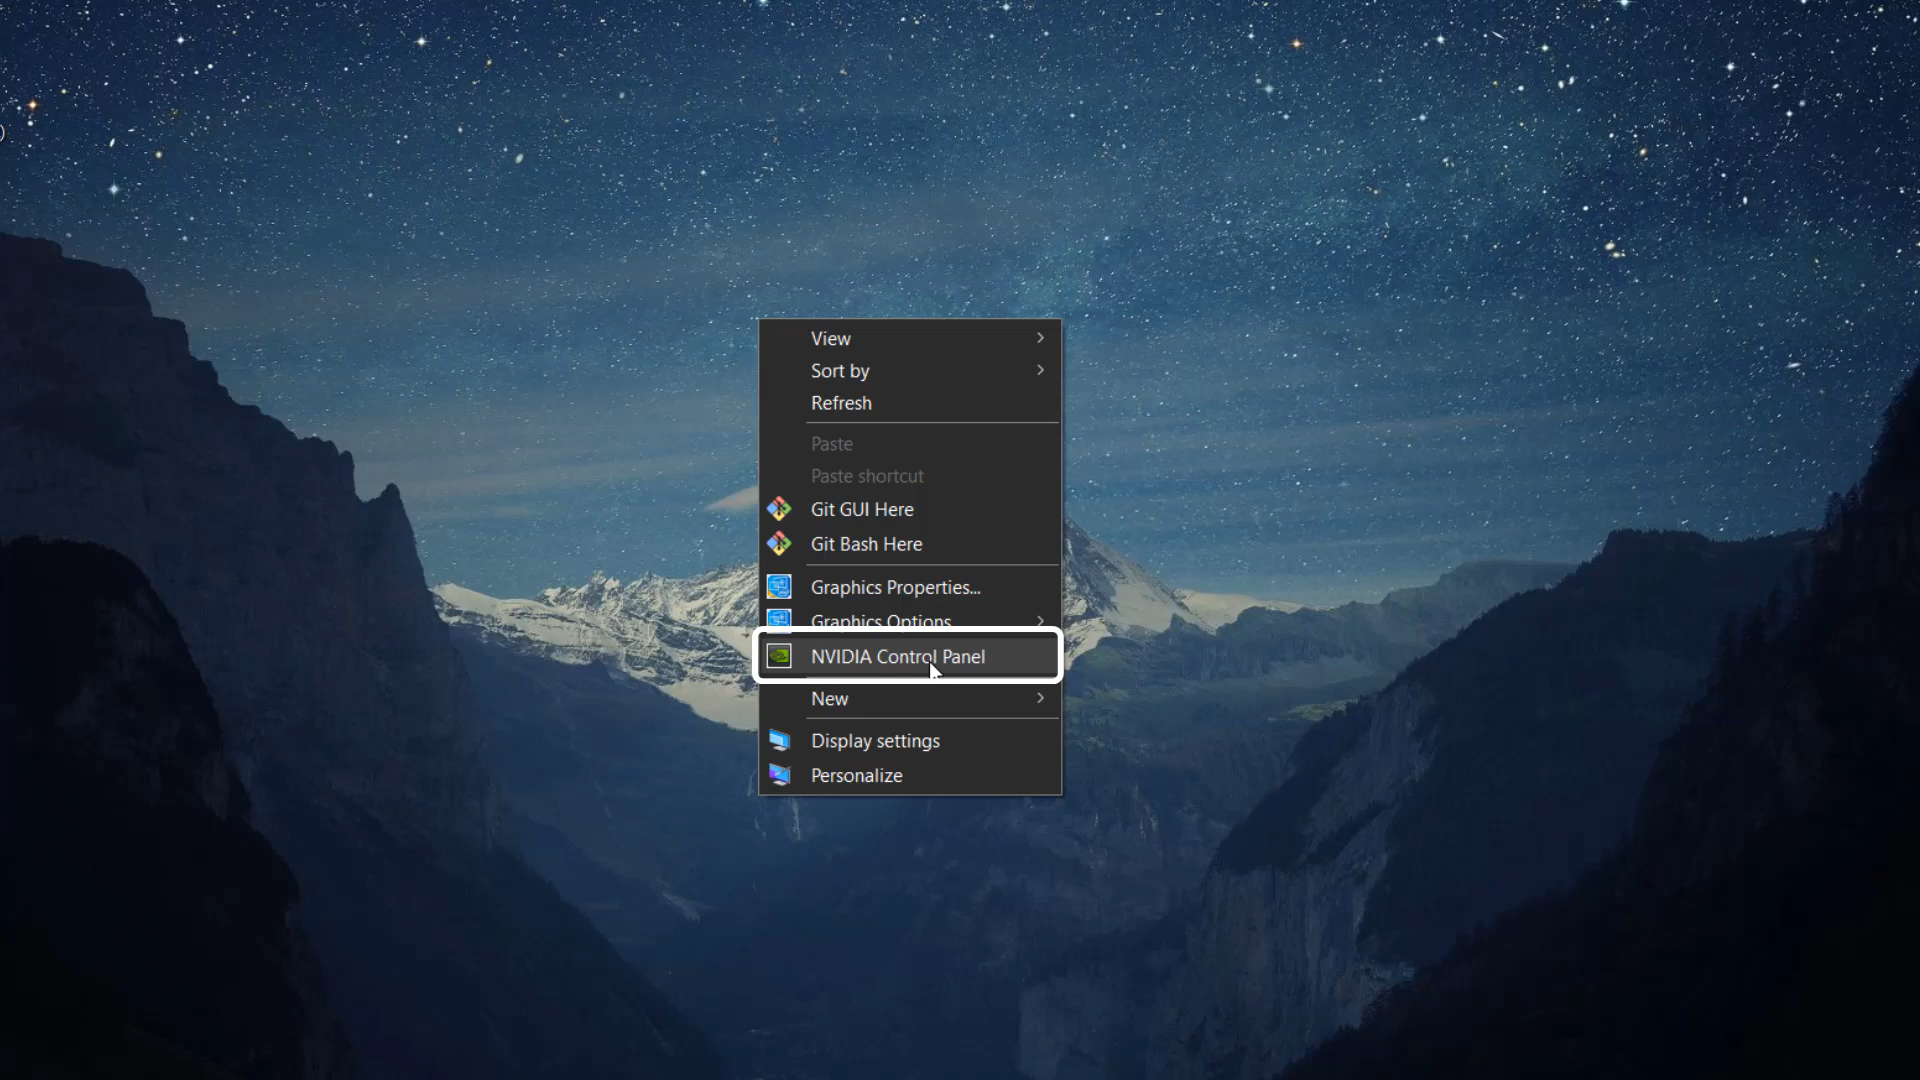 View
Sort by
Refresh
Paste
Paste shortcut
Git GUI Here
Git Bash Here
Graphics Properties...
Graphics Options
NVIDIA Control Panel
New
Display settings
Personalize